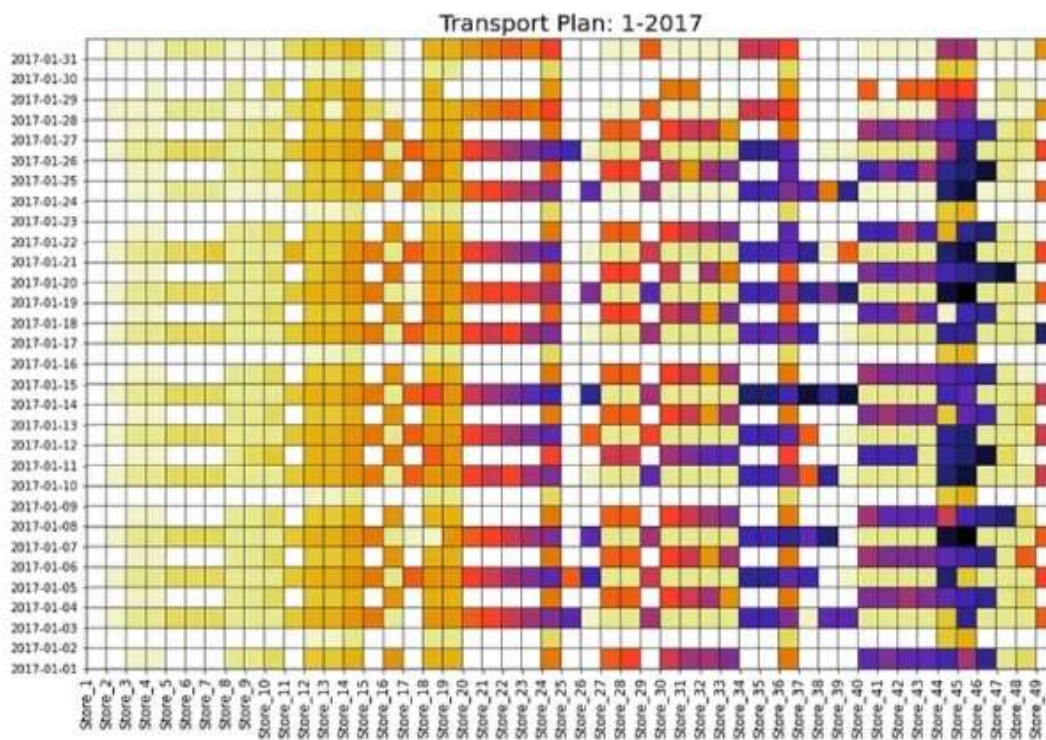 Transport Plan: 1-2017
2017-01-31
2017-01-30
2017-01-29
2017-01-28
2017-01-27
2017-01-26
2017-01-25
2017-01-24
2017-01-23
2017-01-22
2017-01-21
2017-01-20
2017-01-19
2017-01-18
2017-01-17
2017-01-16
2017-01-15
2017-01-14
2017-01-13
2017-01-12
2017-01-11
2017-01-10
2017-01-09
2017-01-08
2017-01-07
2017-01-06
2017-01-05
2017-01-04
2017-01-03
2017-01-02
2017-01-01
Store_1
Store_2
Store_3
Store_4
Store_5
Store_6
Store_7
Store_8
Store_9
Store_10
Store_11
Store_12
Store_13
Store_14
Store_15
Store_16
Store_17
Store_18
Store_19
Store_20
Store_21
Store_22
Store_23
Store_24
Store_25
Store_26
Store_27
Store_28
Store_29
Store_30
Store_31
Store_32
Store_33
Store_34
Store_35
Store_36
Store_37
Store_38
Store_39
Store_40
Store_41
Store_42
Store_43
Store_44
Store_45
Store_46
Store_47
Store_48
Store_49